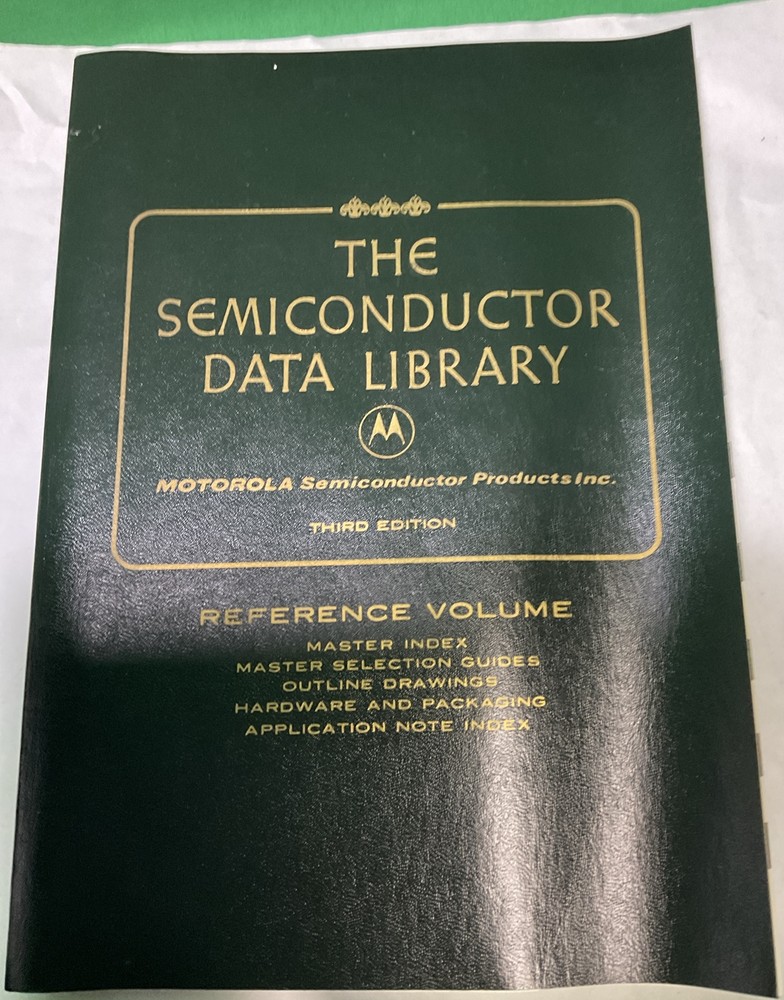 THE
SEMICONDUCTOR
DATA LIBRARY
MOTOROLA Semiconductor Products Inc.
THIRD EDITION
REFERENCE VOLUME
MASTER INDEX
MASTER SELECTION GUIDES
OUTLINE DRAWINGS
HARDWARE AND PACKAGING
APPLICATION NOTE INDEX